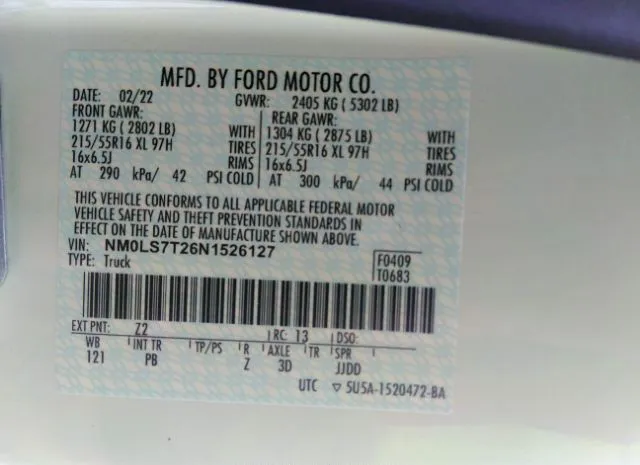 MFD. BY FORD MOTOR CO.
DATE: 02/22 GVWR: 2405 KG ( 5302 LB)
FRONT GAWR: REAR GAWR:
1271 KG ( 2802 LB) WITH 1304 KG ( 2875 LB) WITH
215/55R16 XL 97H TIRES 215/55R16 XL 97H TIRES
16x6.5J RIMS 16x6.5J RIMS
AT 290 kPa/ 42 PSI COLD AT 300 kPa/ 44 PSI COLD
THIS VEHICLE CONFORMS TO ALL APPLICABLE FEDERAL MOTOR
VEHICLE SAFETY AND THEFT PREVENTION STANDARDS IN
EFFECT ON THE DATE OF MANUFACTURE SHOWN ABOVE.
VIN: NM0LS7T26N1526127 F0409
TYPE: Truck T0683
EXT PNT: Z2 RC: 13 DSO:
WB INT TR TP/PS R AXLE TR SPR
121 PB Z 3D JJDD
UTC ▽ 5U5A-1520472-BA